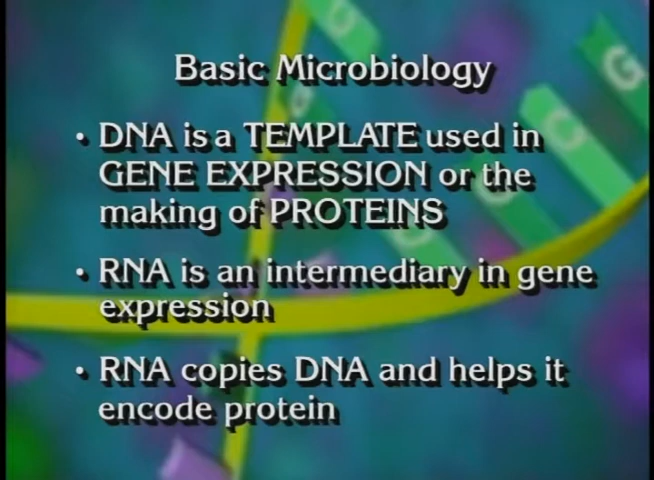 Basic Microbiology
• DNA is a TEMPLATE used in
GENE EXPRESSION or the
making of PROTEINS
• RNA is an intermediary in gene
expression
• RNA copies DNA and helps it
encode protein
G